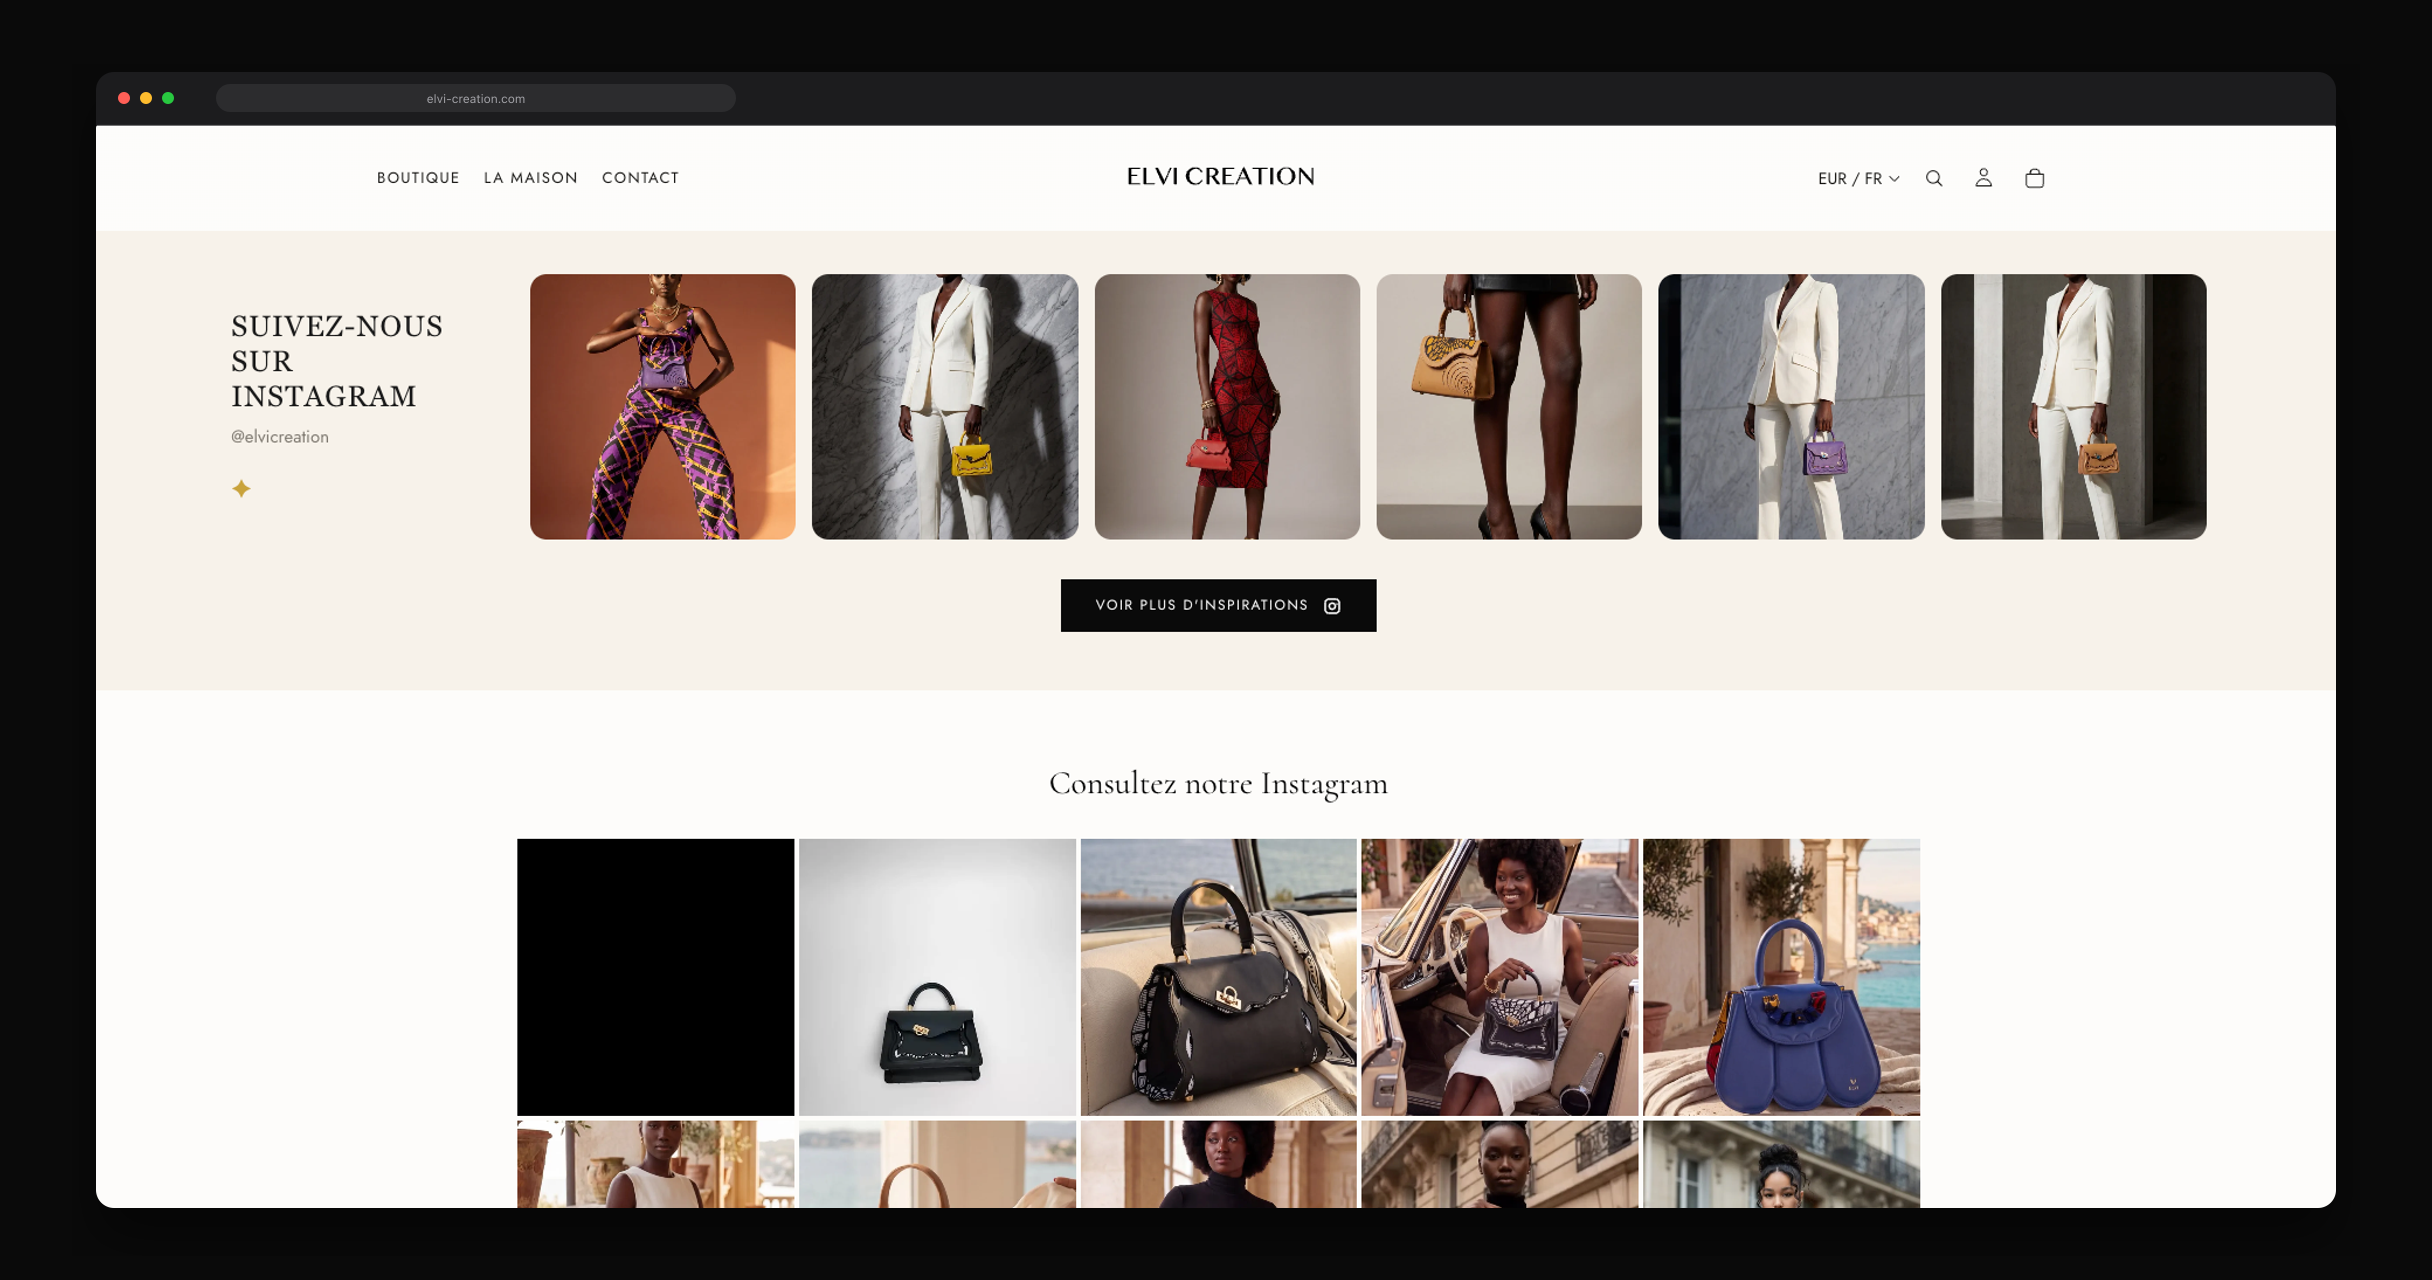 elvi-creation.com
BOUTIQUE LA MAISON CONTACT
ELVI CREATION
EUR / FR
SUIVEZ-NOUS
SUR
INSTAGRAM
@elvicreation
VOIR PLUS D'INSPIRATIONS
Consultez notre Instagram